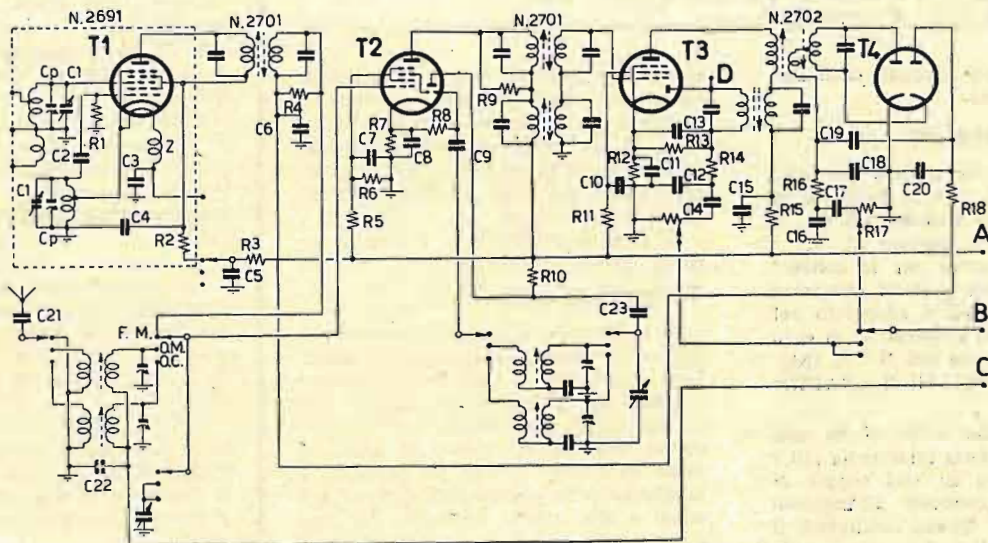 N.2691
N.2701
N.2701
N.2702
T1
T2
T3
T4
D
Cp
C1
R1
C2
C3
Z
C1
Cp
C4
R2
R4
C6
R3
C5
R7
R8
C7
C8
R6
R5
C9
R9
R10
C13
R13
R12
C11
R14
C10
C12
R11
C14
C15
R15
C19
C18
C20
R16
C17
C16
R17
R18
A
B
C
C21
F.M.
O.M.
O.C.
C22
C23